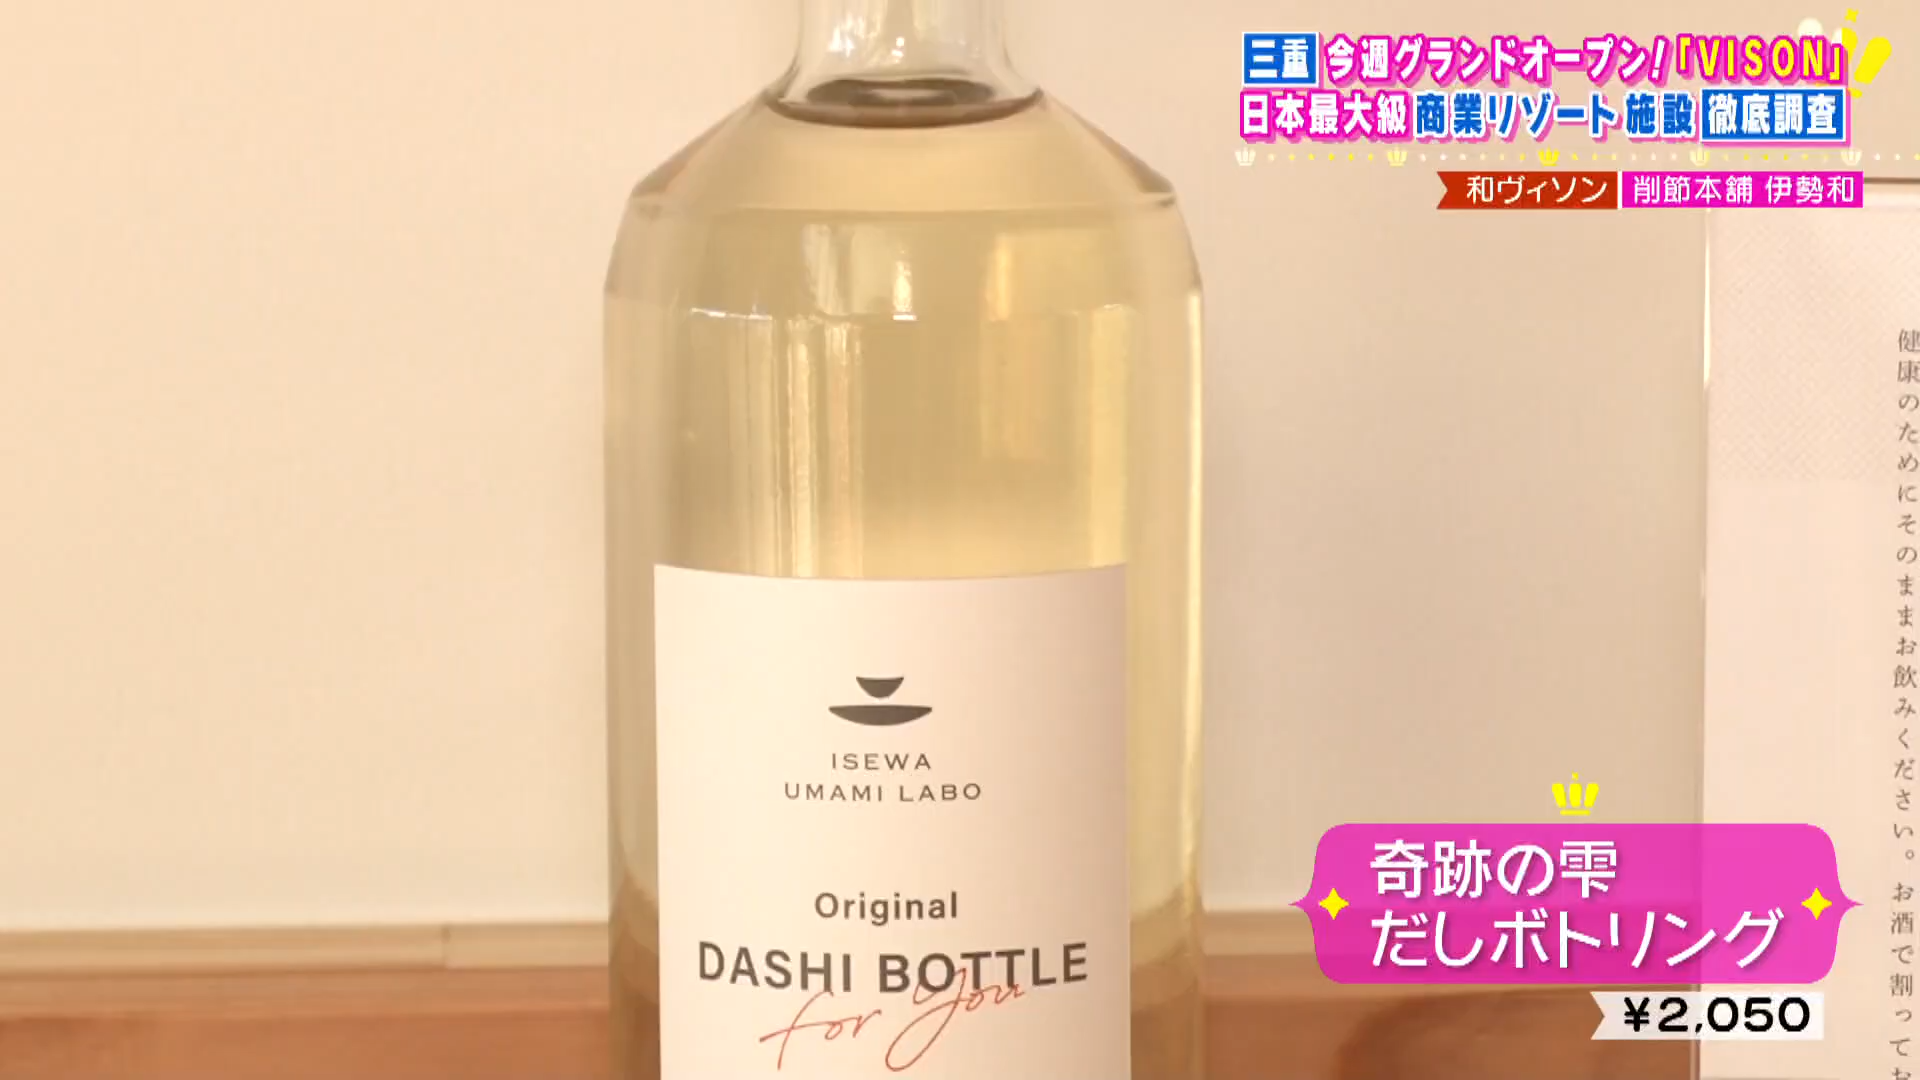 三重 今週グランドオープン!「VISON」
日本最大級 商業リゾート施設 徹底調査
和ヴィソン 削節本舗 伊勢和
ISEWA
UMAMI LABO
Original
DASHI BOTTLE
for you
奇跡の雫
だしボトリング
¥2,050
健康のためにそのままお飲みください。お酒で割ってお